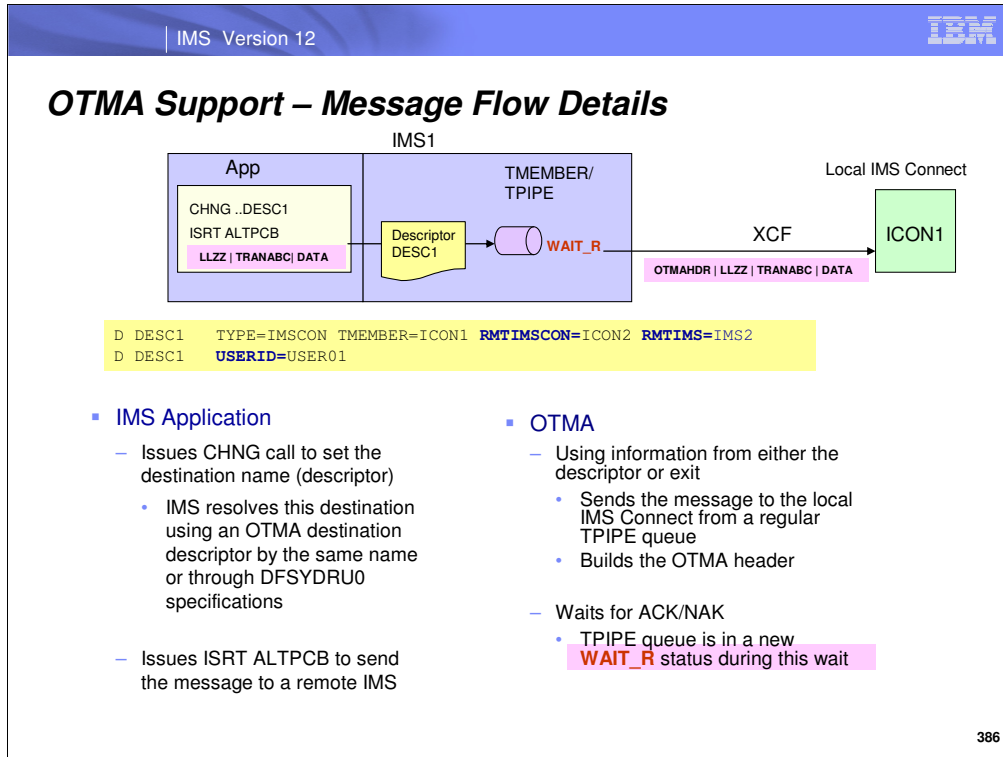 IMS Version 12
IBM
OTMA Support – Message Flow Details
IMS1
App
TMEMBER/
TPIPE
Local IMS Connect
CHNG ..DESC1
ISRT ALTPCB
LLZZ | TRANABC| DATA
Descriptor
DESC1
WAIT_R
XCF
OTMAHDR | LLZZ | TRANABC | DATA
ICON1
D DESC1 TYPE=IMSCON TMEMBER=ICON1 RMTIMSCON=ICON2 RMTIMS=IMS2
D DESC1 USERID=USER01
▪ IMS Application
– Issues CHNG call to set the
destination name (descriptor)
• IMS resolves this destination
using an OTMA destination
descriptor by the same name
or through DFSYDRU0
specifications
– Issues ISRT ALTPCB to send
the message to a remote IMS
▪ OTMA
– Using information from either the
descriptor or exit
• Sends the message to the local
IMS Connect from a regular
TPIPE queue
• Builds the OTMA header
– Waits for ACK/NAK
• TPIPE queue is in a new
WAIT_R status during this wait
386